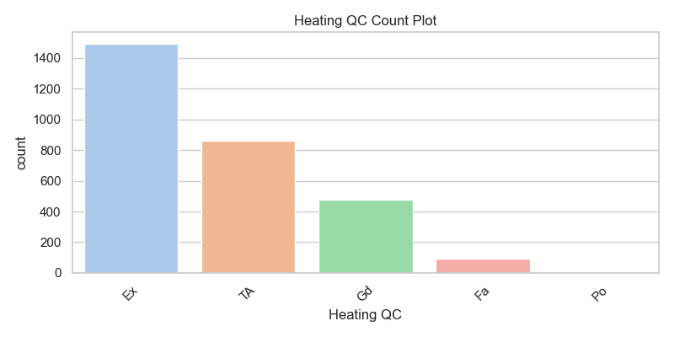 Heating QC Count Plot
1400
1200
1000
800
600
400
200
0
count
Ex
TA
Gd
Fa
Po
Heating QC